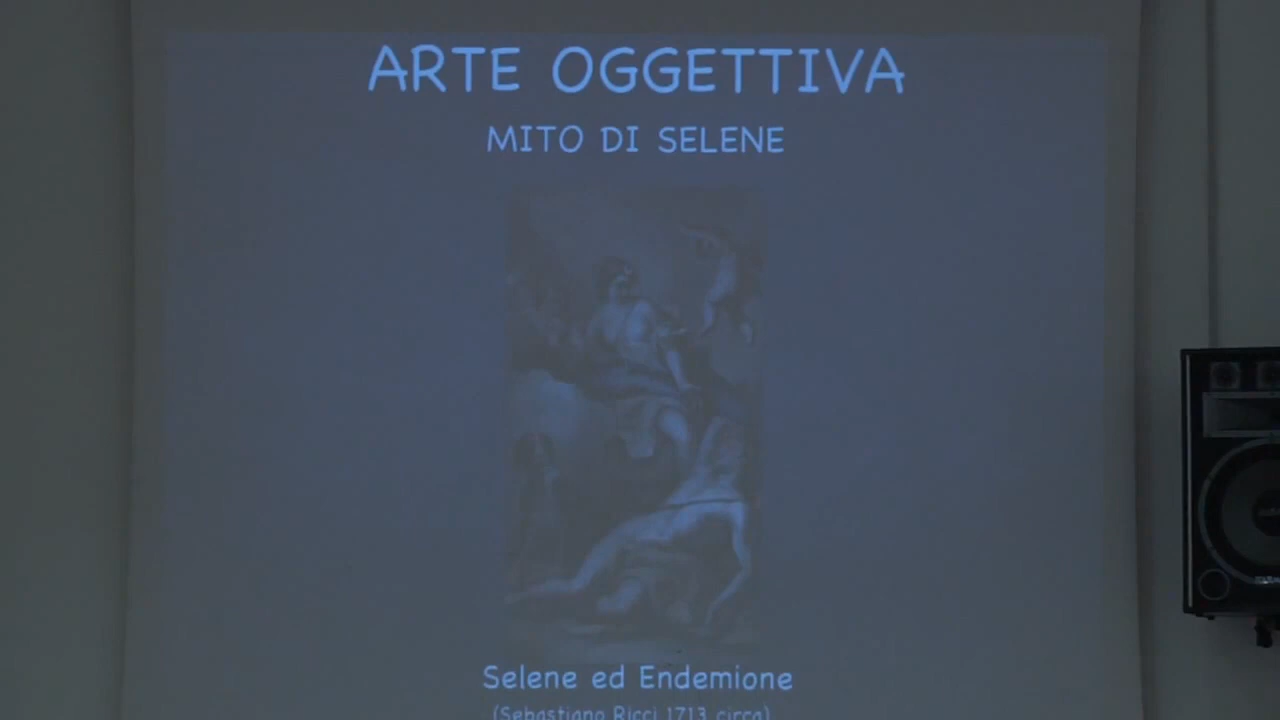 ARTE OGGETTIVA
MITO DI SELENE
Selene ed Endemione
(Sebastiano Ricci 1713 circa)